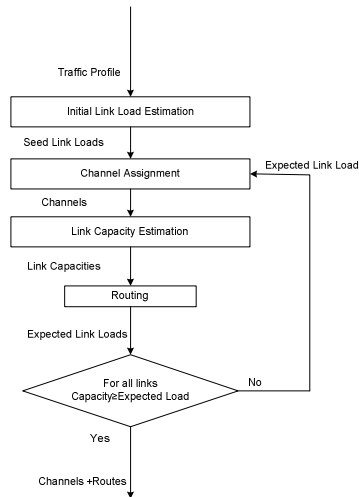 Traffic Profile
Initial Link Load Estimation
Seed Link Loads
Expected Link Load
Channel Assignment
Channels
Link Capacity Estimation
Link Capacities
Routing
Expected Link Loads
For all links
Capacity≥Expected Load
No
Yes
Channels +Routes